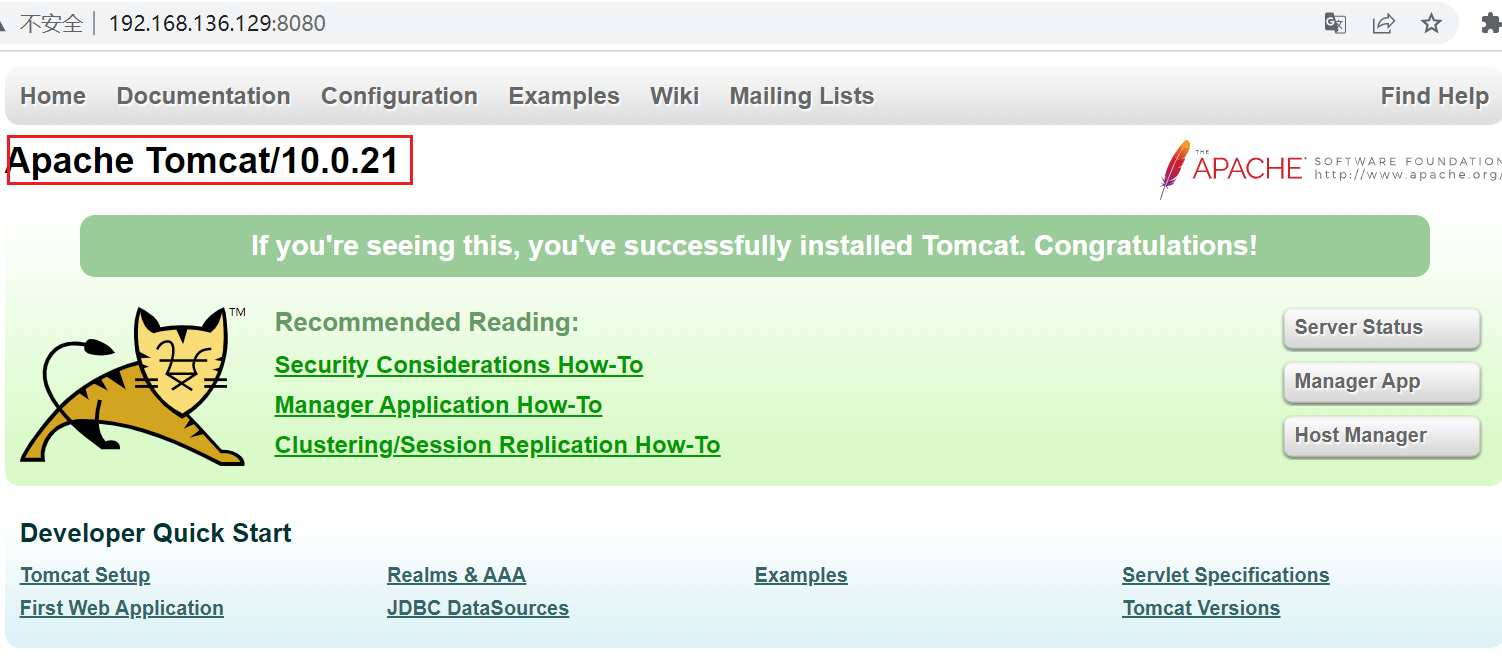 不安全 192.168.136.129:8080
Home Documentation Configuration Examples Wiki Mailing Lists Find Help
Apache Tomcat/10.0.21
THE APACHE® SOFTWARE FOUNDATION
http://www.apache.org/
If you're seeing this, you've successfully installed Tomcat. Congratulations!
TM
Recommended Reading:
Security Considerations How-To
Manager Application How-To
Clustering/Session Replication How-To
Server Status
Manager App
Host Manager
Developer Quick Start
Tomcat Setup Realms & AAA Examples Servlet Specifications
First Web Application JDBC DataSources Tomcat Versions